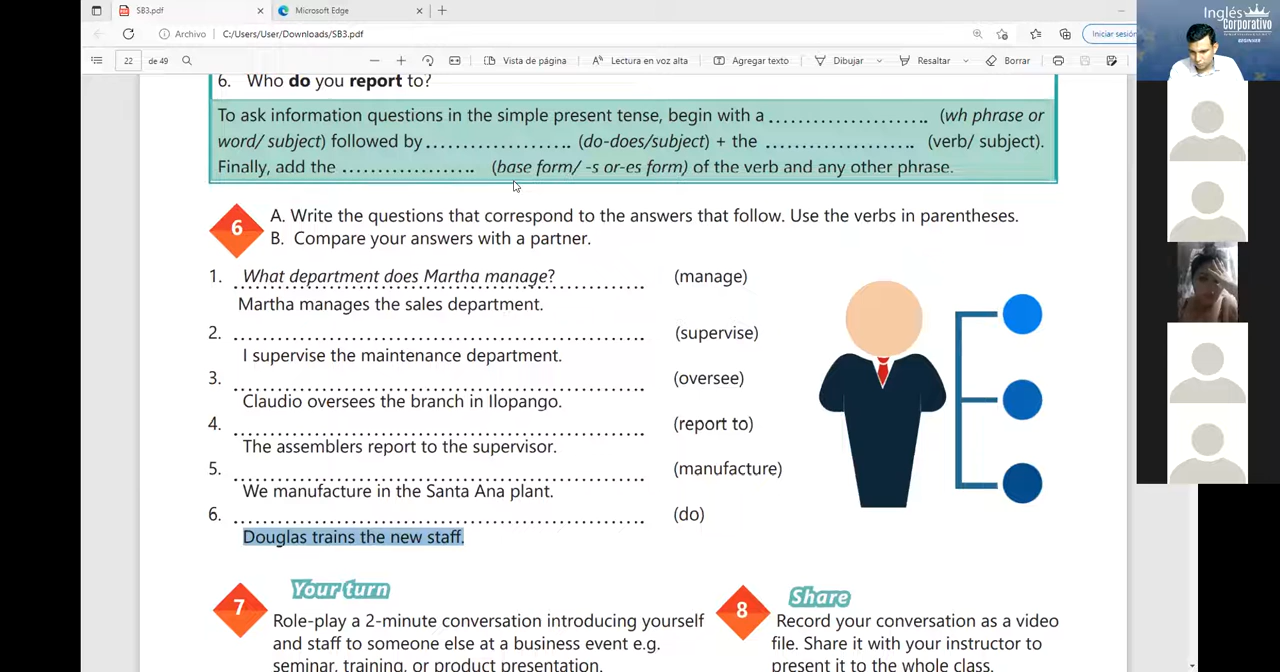 SB3.pdf
Microsoft Edge
Archivo
C:/Users/User/Downloads/SB3.pdf
Iniciar sesión
22
de 49
Vista de página
Lectura en voz alta
Agregar texto
Dibujar
Resaltar
Borrar
Inglés
Corporativo
BEGINNER
6. Who do you report to?
To ask information questions in the simple present tense, begin with a ...................... (wh phrase or
word/ subject) followed by .................... (do-does/subject) + the ..................... (verb/ subject).
Finally, add the ................... (base form/ -s or-es form) of the verb and any other phrase.
6
A. Write the questions that correspond to the answers that follow. Use the verbs in parentheses.
B. Compare your answers with a partner.
1. What department does Martha manage? (manage)
Martha manages the sales department.
2. (supervise)
I supervise the maintenance department.
3. (oversee)
Claudio oversees the branch in Ilopango.
4. (report to)
The assemblers report to the supervisor.
5. (manufacture)
We manufacture in the Santa Ana plant.
6. (do)
Douglas trains the new staff.
7
Your turn
Role-play a 2-minute conversation introducing yourself
and staff to someone else at a business event e.g.
seminar, training, or product presentation.
8
Share
Record your conversation as a video
file. Share it with your instructor to
present it to the whole class.